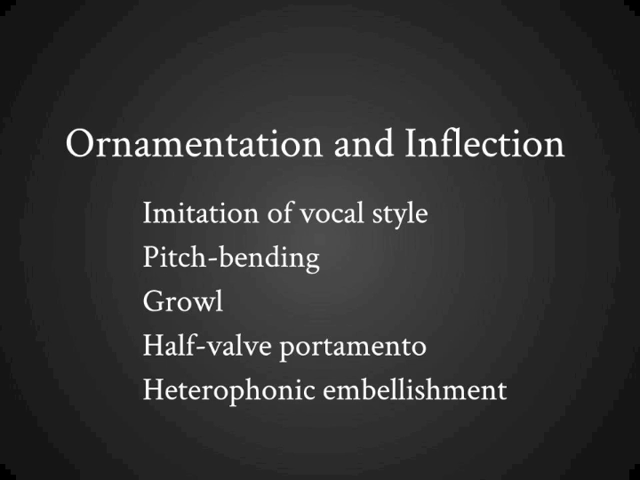 Ornamentation and Inflection
Imitation of vocal style
Pitch-bending
Growl
Half-valve portamento
Heterophonic embellishment